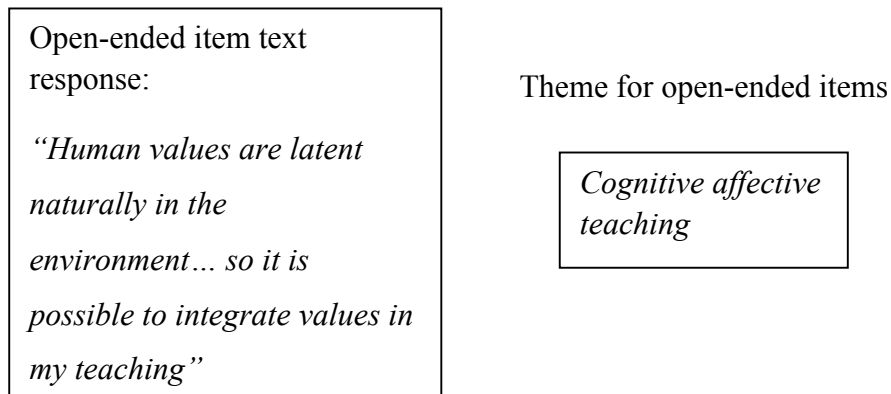 Open-ended item text
response:
“Human values are latent
naturally in the
environment… so it is
possible to integrate values in
my teaching”
Theme for open-ended items
Cognitive affective
teaching